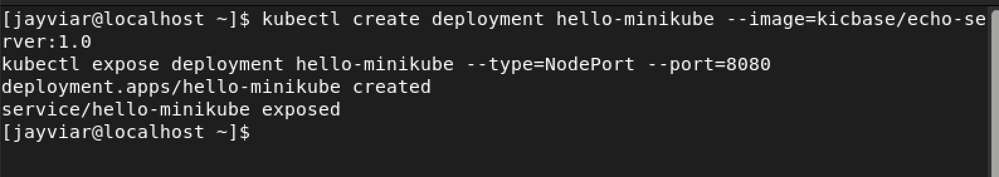 [jayviar@localhost ~]$ kubectl create deployment hello-minikube --image=kicbase/echo-se
rver:1.0
kubectl expose deployment hello-minikube --type=NodePort --port=8080
deployment.apps/hello-minikube created
service/hello-minikube exposed
[jayviar@localhost ~]$